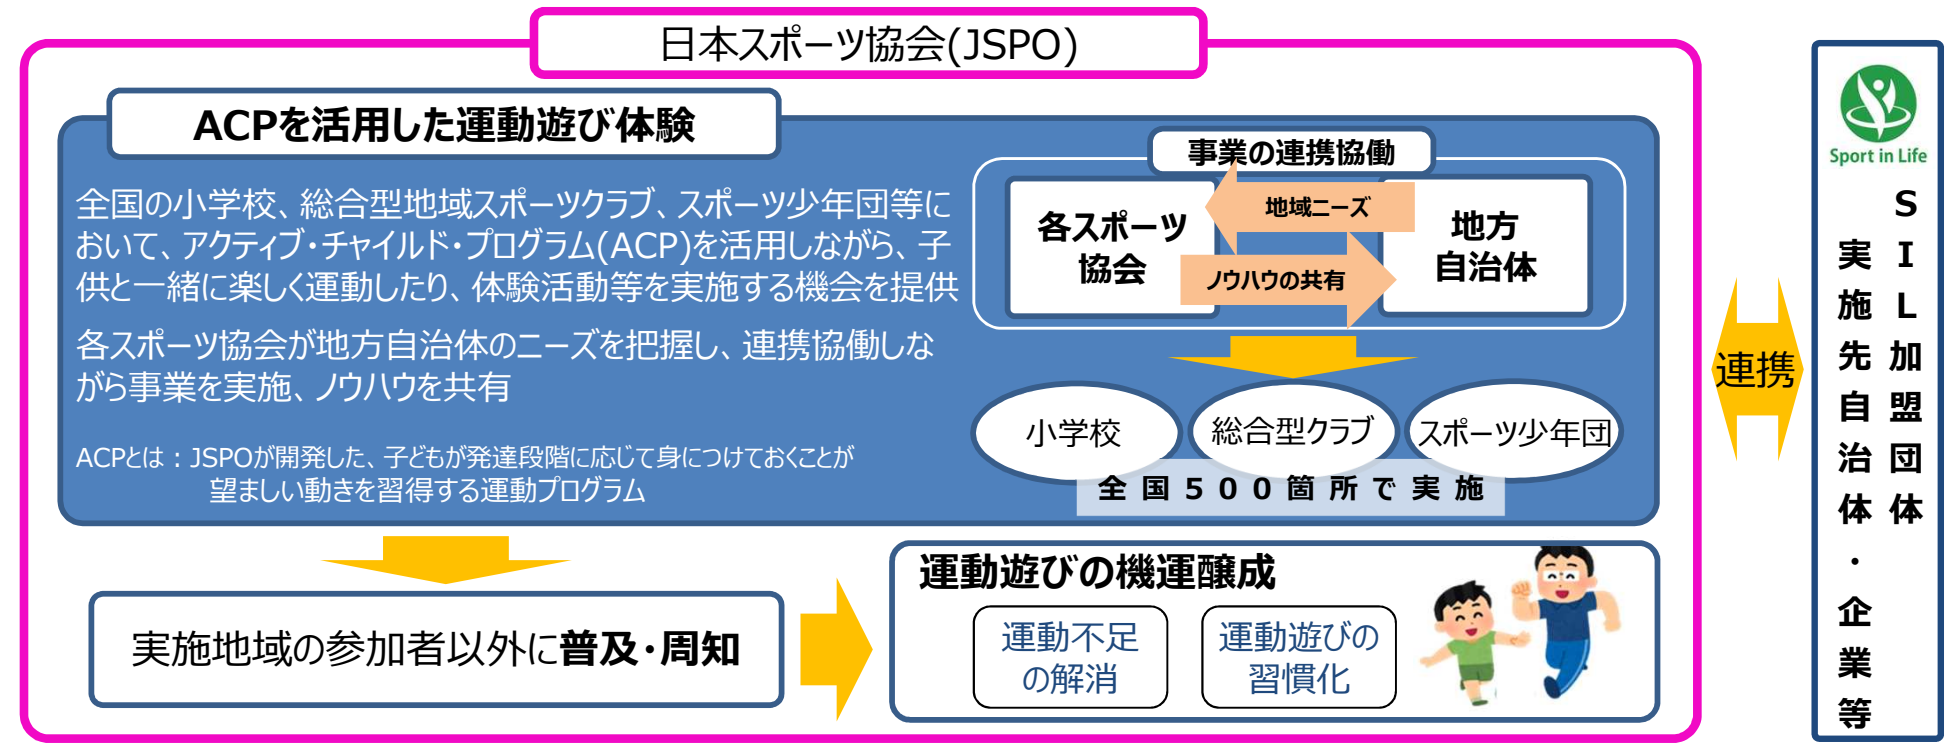 日本スポーツ協会(JSPO)
ACPを活用した運動遊び体験
全国の小学校、総合型地域スポーツクラブ、スポーツ少年団等に
おいて、アクティブ・チャイルド・プログラム(ACP)を活用しながら、子
供と一緒に楽しく運動したり、体験活動等を実施する機会を提供
各スポーツ協会が地方自治体のニーズを把握し、連携協働しな
がら事業を実施、ノウハウを共有
ACPとは：JSPOが開発した、子どもが発達段階に応じて身につけておくことが
望ましい動きを習得する運動プログラム
事業の連携協働
各スポーツ
協会
地域ニーズ
ノウハウの共有
地方
自治体
小学校
総合型クラブ
スポーツ少年団
全国500箇所で実施
実施地域の参加者以外に普及・周知
運動遊びの機運醸成
運動不足
の解消
運動遊びの
習慣化
連携
Sport in Life
SIL加盟団体
実施先自治体・企業等